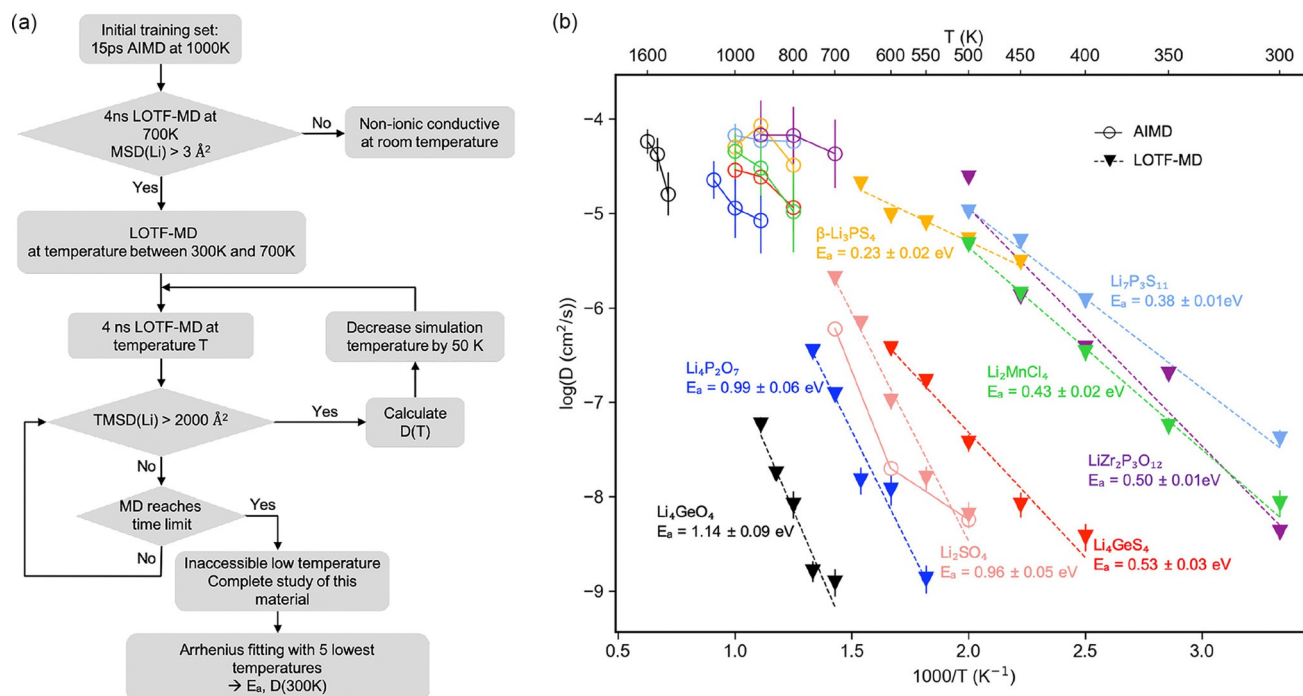 (a)
Initial training set:
15ps AIMD at 1000K
4ns LOTF-MD at
700K
MSD(Li) > 3 Å²
No
Non-ionic conductive
at room temperature
Yes
LOTF-MD
at temperature between 300K and 700K
4 ns LOTF-MD at
temperature T
Decrease simulation
temperature by 50 K
TMSD(Li) > 2000 Å²
Yes
Calculate
D(T)
No
MD reaches
time limit
Yes
No
Inaccessible low temperature
Complete study of this
material
Arrhenius fitting with 5 lowest
temperatures
→ Eₐ, D(300K)
(b)
T (K)
1600 1000 800 700 600 550 500 450 400 350 300
AIMD
LOTF-MD
β-Li₃PS₄
Eₐ = 0.23 ± 0.02 eV
Li₇P₃S₁₁
Eₐ = 0.38 ± 0.01eV
Li₄P₂O₇
Eₐ = 0.99 ± 0.06 eV
Li₂MnCl₄
Eₐ = 0.43 ± 0.02 eV
LiZr₂P₃O₁₂
Eₐ = 0.50 ± 0.01eV
Li₄GeO₄
Eₐ = 1.14 ± 0.09 eV
Li₂SO₄
Eₐ = 0.96 ± 0.05 eV
Li₄GeS₄
Eₐ = 0.53 ± 0.03 eV
log(D (cm²/s))
−4
−5
−6
−7
−8
−9
0.5 1.0 1.5 2.0 2.5 3.0
1000/T (K⁻¹)